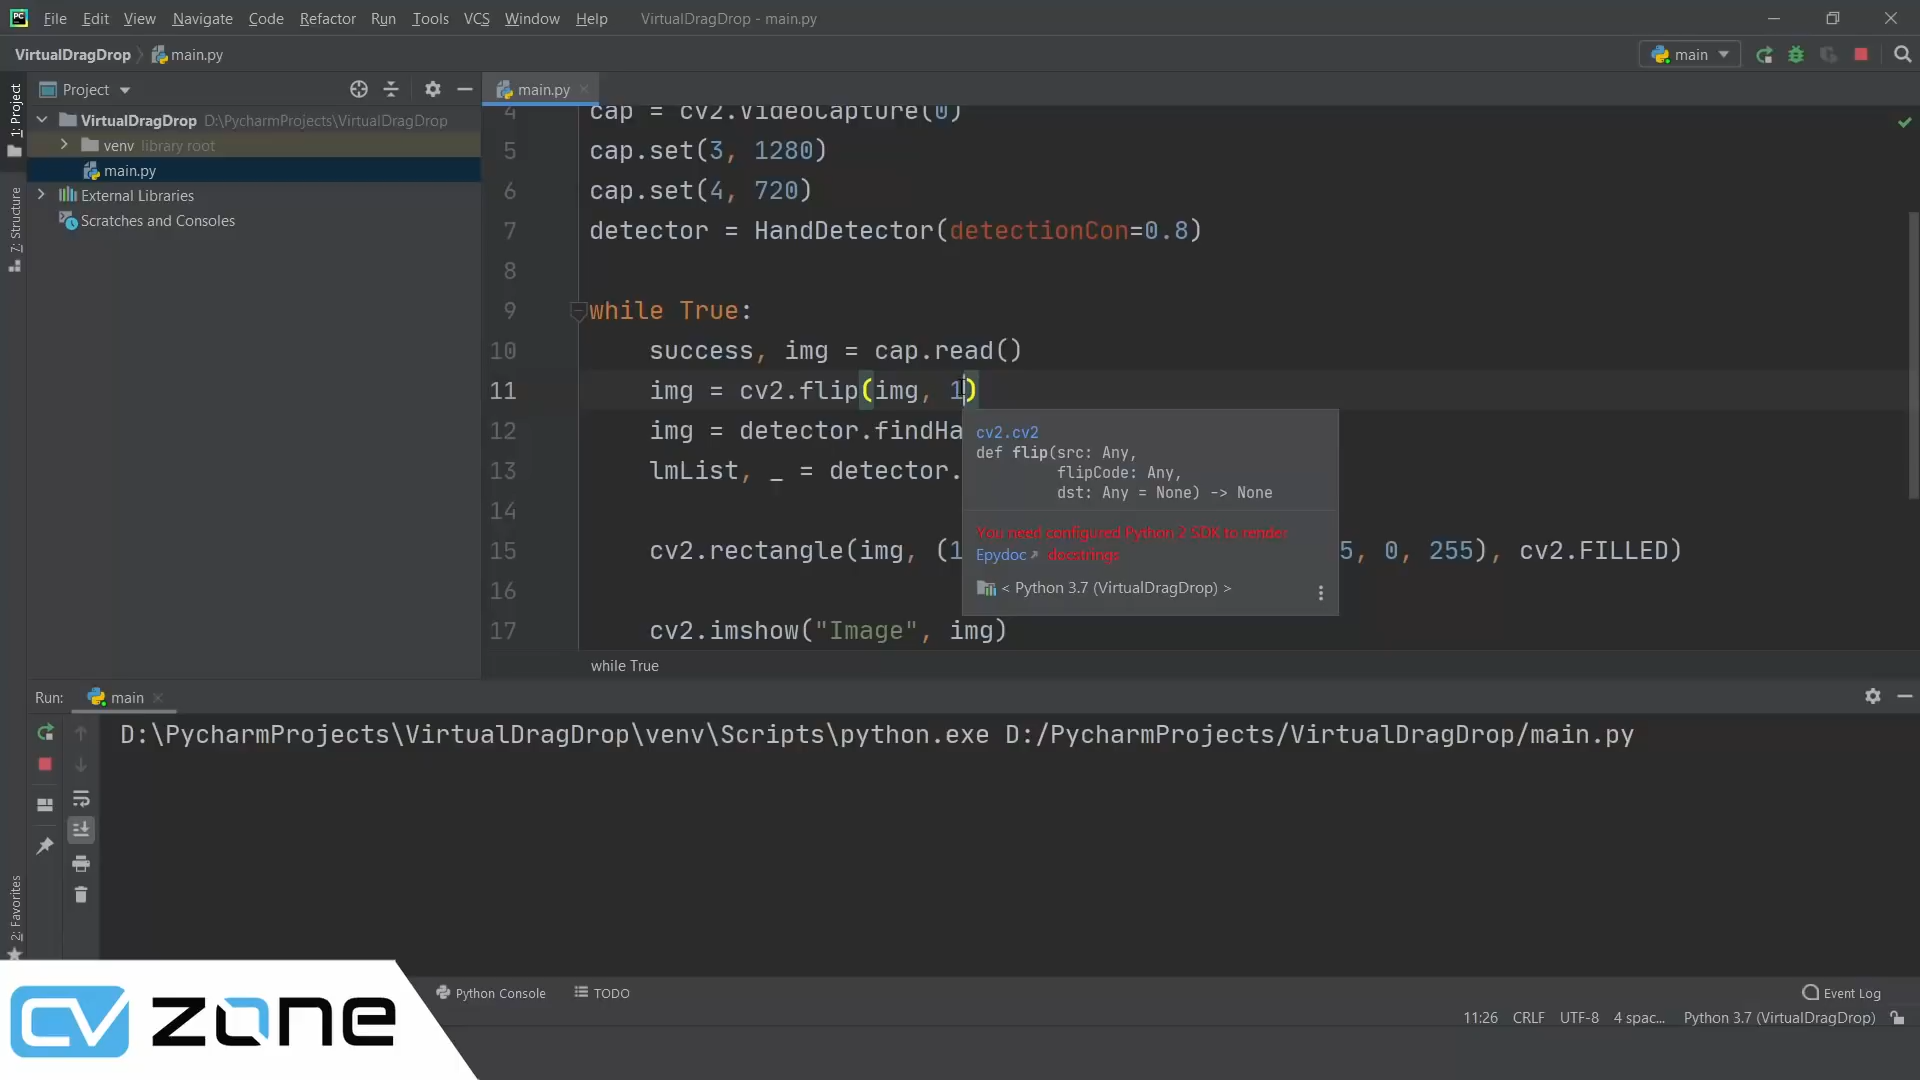 File Edit View Navigate Code Refactor Run Tools VCS Window Help VirtualDragDrop - main.py
VirtualDragDrop main.py
main
Project
main.py
1: Project
7: Structure
2: Favorites
VirtualDragDrop D:\PycharmProjects\VirtualDragDrop
venv library root
main.py
External Libraries
Scratches and Consoles
4 cap = cv2.VideoCapture(0)
5 cap.set(3, 1280)
6 cap.set(4, 720)
7 detector = HandDetector(detectionCon=0.8)
8
9 while True:
10 success, img = cap.read()
11 img = cv2.flip(img, 1)
12 img = detector.findHa
13 lmList, _ = detector.
14
15 cv2.rectangle(img, (1 5, 0, 255), cv2.FILLED)
16
17 cv2.imshow("Image", img)
cv2.cv2
def flip(src: Any,
flipCode: Any,
dst: Any = None) -> None
You need configured Python 2 SDK to render
Epydoc docstrings
< Python 3.7 (VirtualDragDrop) >
while True
Run: main
D:\PycharmProjects\VirtualDragDrop\venv\Scripts\python.exe D:/PycharmProjects/VirtualDragDrop/main.py
Python Console TODO Event Log
11:26 CRLF UTF-8 4 spac... Python 3.7 (VirtualDragDrop)
CV ZONE